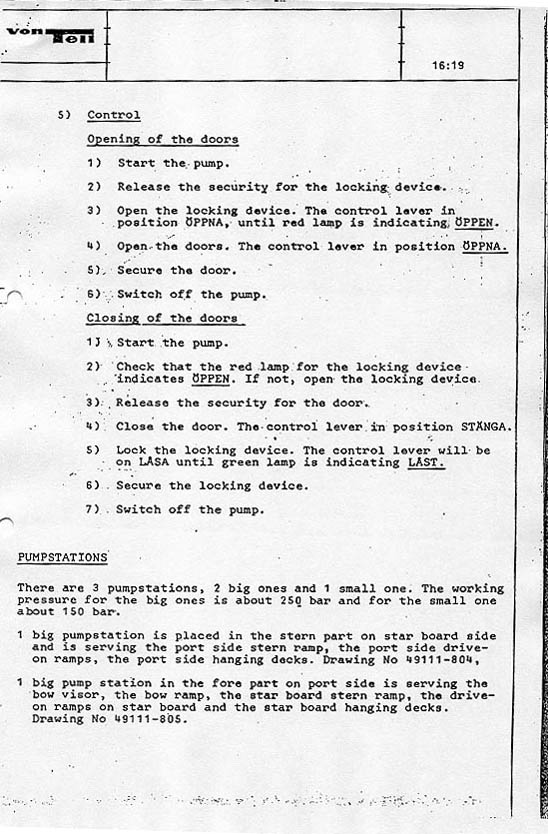 von
Tell
16:19
5) Control
Opening of the doors
1) Start the pump.
2) Release the security for the locking device.
3) Open the locking device. The control lever in
position ÖPPNA, until red lamp is indicating ÖPPEN.
4) Open the doors. The control lever in position ÖPPNA.
5) Secure the door.
6) Switch off the pump.
Closing of the doors
1) Start the pump.
2) Check that the red lamp for the locking device
indicates ÖPPEN. If not, open the locking device.
3) Release the security for the door.
4) Close the door. The control lever in position STÄNGA.
5) Lock the locking device. The control lever will be
on LÅSA until green lamp is indicating LÅST.
6) Secure the locking device.
7) Switch off the pump.
PUMPSTATIONS
There are 3 pumpstations, 2 big ones and 1 small one. The working
pressure for the big ones is about 250 bar and for the small one
about 150 bar.
1 big pumpstation is placed in the stern part on star board side
and is serving the port side stern ramp, the port side drive-
on ramps, the port side hanging decks. Drawing No 49111-804,
1 big pump station in the fore part on port side is serving the
bow visor, the bow ramp, the star board stern ramp, the drive-
on ramps on star board and the star board hanging decks.
Drawing No 49111-805.